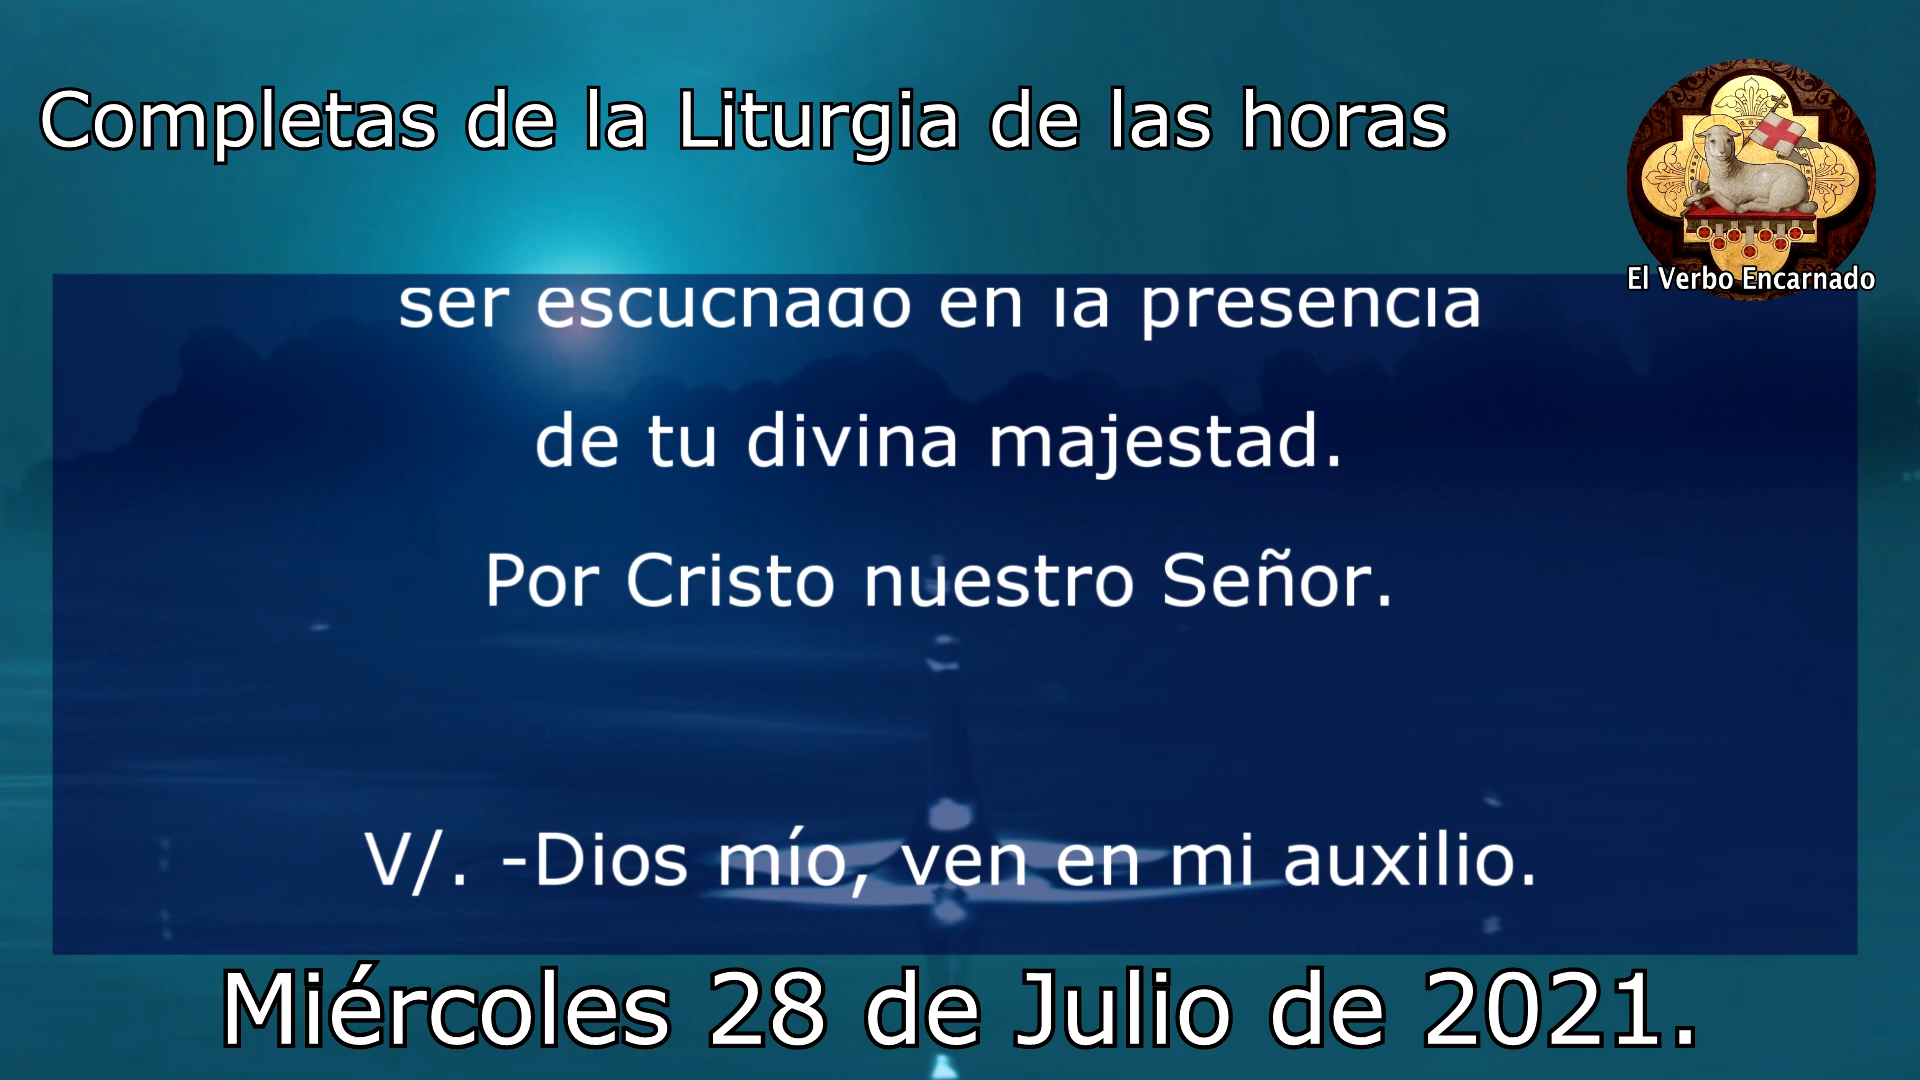 Completas de la Liturgia de las horas
El Verbo Encarnado
ser escuchado en la presencia
de tu divina majestad.
Por Cristo nuestro Señor.
V/. -Dios mío, ven en mi auxilio.
Miércoles 28 de Julio de 2021.